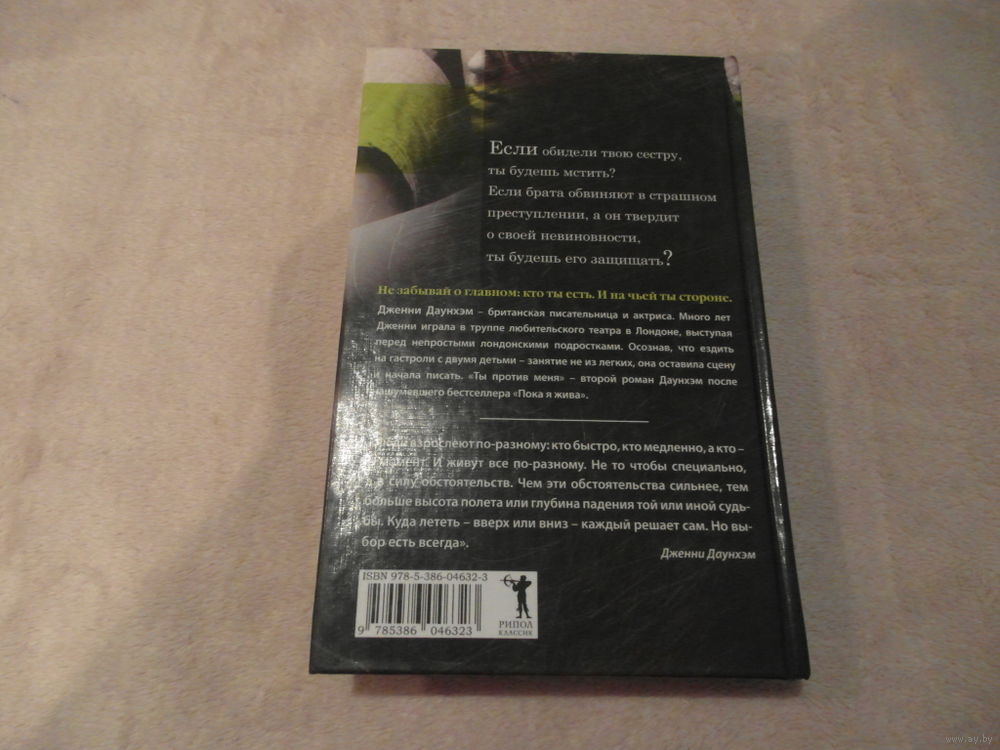 Если обидели твою сестру,
ты будешь мстить?
Если брата обвиняют в страшном
преступлении, а он твердит
о своей невиновности,
ты будешь его защищать?
Не забывай о главном: кто ты есть. И на чьей ты стороне.
Дженни Даунхэм – британская писательница и актриса. Много лет
Дженни играла в труппе любительского театра в Лондоне, выступая
перед непростыми лондонскими подростками. Осознав, что ездить
на гастроли с двумя детьми – занятие не из легких, она оставила сцену
и начала писать. «Ты против меня» – второй роман Даунхэм после
нашумевшего бестселлера «Пока я жива».
взрослеют по-разному: кто быстро, кто медленно, а кто –
момент. И живут все по-разному. Не то чтобы специально,
а в силу обстоятельств. Чем эти обстоятельства сильнее, тем
больше высота полета или глубина падения той или иной судь-
бы. Куда лететь – вверх или вниз – каждый решает сам. Но вы-
бор есть всегда».
Дженни Даунхэм
ISBN 978-5-386-04632-3
9 785386 046323
РИПОЛ
КЛАССИК
www.ay.by